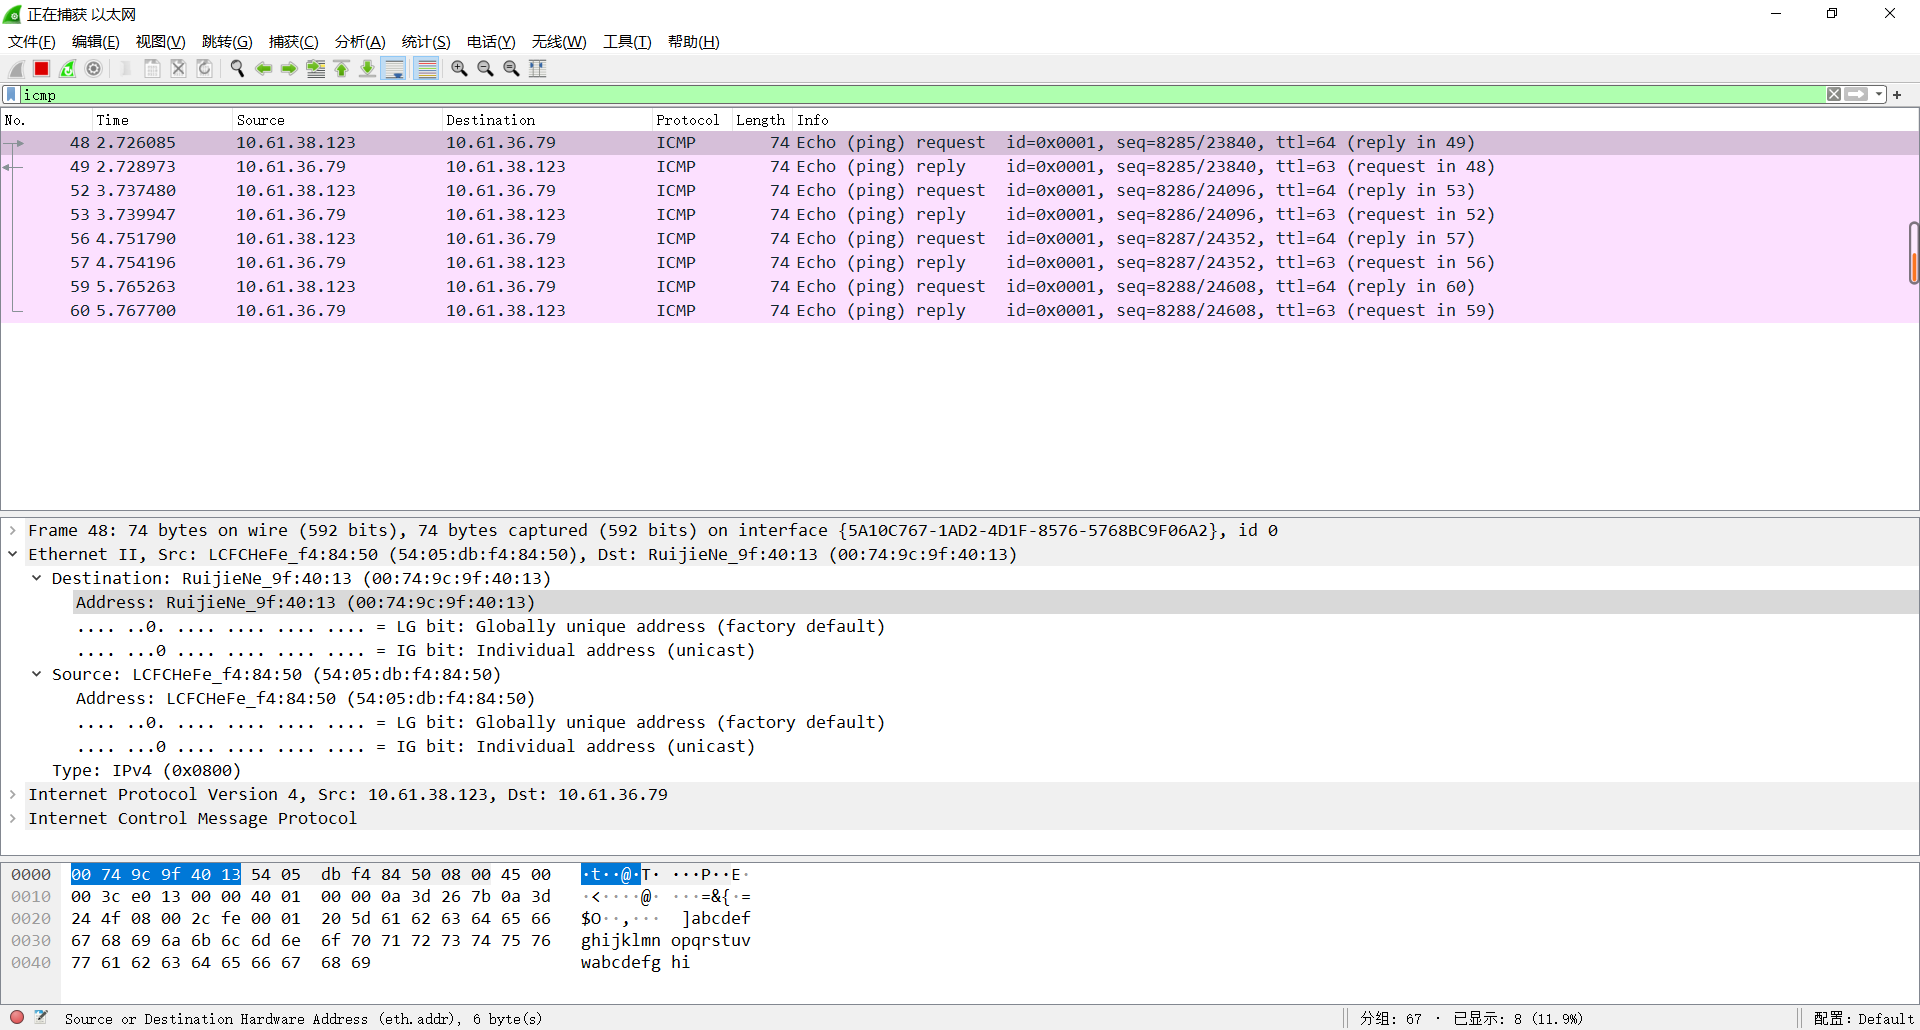 正在捕获 以太网
文件(F) 编辑(E) 视图(V) 跳转(G) 捕获(C) 分析(A) 统计(S) 电话(Y) 无线(W) 工具(T) 帮助(H)
icmp
No. Time Source Destination Protocol Length Info
48 2.726085 10.61.38.123 10.61.36.79 ICMP 74 Echo (ping) request id=0x0001, seq=8285/23840, ttl=64 (reply in 49)
49 2.728973 10.61.36.79 10.61.38.123 ICMP 74 Echo (ping) reply id=0x0001, seq=8285/23840, ttl=63 (request in 48)
52 3.737480 10.61.38.123 10.61.36.79 ICMP 74 Echo (ping) request id=0x0001, seq=8286/24096, ttl=64 (reply in 53)
53 3.739947 10.61.36.79 10.61.38.123 ICMP 74 Echo (ping) reply id=0x0001, seq=8286/24096, ttl=63 (request in 52)
56 4.751790 10.61.38.123 10.61.36.79 ICMP 74 Echo (ping) request id=0x0001, seq=8287/24352, ttl=64 (reply in 57)
57 4.754196 10.61.36.79 10.61.38.123 ICMP 74 Echo (ping) reply id=0x0001, seq=8287/24352, ttl=63 (request in 56)
59 5.765263 10.61.38.123 10.61.36.79 ICMP 74 Echo (ping) request id=0x0001, seq=8288/24608, ttl=64 (reply in 60)
60 5.767700 10.61.36.79 10.61.38.123 ICMP 74 Echo (ping) reply id=0x0001, seq=8288/24608, ttl=63 (request in 59)
Frame 48: 74 bytes on wire (592 bits), 74 bytes captured (592 bits) on interface {5A10C767-1AD2-4D1F-8576-5768BC9F06A2}, id 0
Ethernet II, Src: LCFCHeFe_f4:84:50 (54:05:db:f4:84:50), Dst: RuijieNe_9f:40:13 (00:74:9c:9f:40:13)
Destination: RuijieNe_9f:40:13 (00:74:9c:9f:40:13)
Address: RuijieNe_9f:40:13 (00:74:9c:9f:40:13)
.... ..0. .... .... .... .... = LG bit: Globally unique address (factory default)
.... ...0 .... .... .... .... = IG bit: Individual address (unicast)
Source: LCFCHeFe_f4:84:50 (54:05:db:f4:84:50)
Address: LCFCHeFe_f4:84:50 (54:05:db:f4:84:50)
.... ..0. .... .... .... .... = LG bit: Globally unique address (factory default)
.... ...0 .... .... .... .... = IG bit: Individual address (unicast)
Type: IPv4 (0x0800)
Internet Protocol Version 4, Src: 10.61.38.123, Dst: 10.61.36.79
Internet Control Message Protocol
0000 00 74 9c 9f 40 13 54 05 db f4 84 50 08 00 45 00 ·t··@·T· ···P··E·
0010 00 3c e0 13 00 00 40 01 00 00 0a 3d 26 7b 0a 3d ·<····@· ···=&{·=
0020 24 4f 08 00 2c fe 00 01 20 5d 61 62 63 64 65 66 $O··,··· ]abcdef
0030 67 68 69 6a 6b 6c 6d 6e 6f 70 71 72 73 74 75 76 ghijklmn opqrstuv
0040 77 61 62 63 64 65 66 67 68 69 wabcdefg hi
Source or Destination Hardware Address (eth.addr), 6 byte(s) 分组: 67 · 已显示: 8 (11.9%) 配置: Default